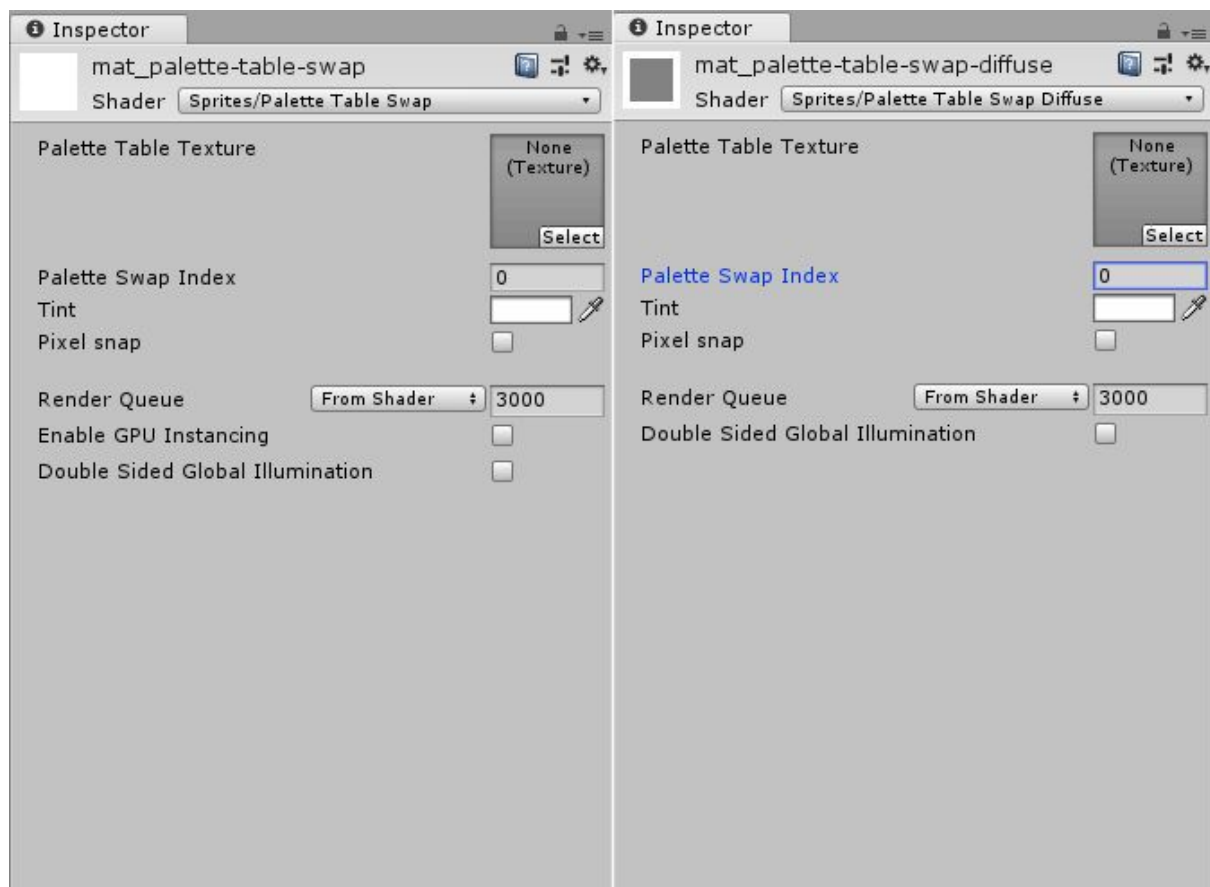 Inspector
mat_palette-table-swap
Shader Sprites/Palette Table Swap
Palette Table Texture
None
(Texture)
Select
Palette Swap Index 0
Tint
Pixel snap
Render Queue From Shader 3000
Enable GPU Instancing
Double Sided Global Illumination
Inspector
mat_palette-table-swap-diffuse
Shader Sprites/Palette Table Swap Diffuse
Palette Table Texture
None
(Texture)
Select
Palette Swap Index 0
Tint
Pixel snap
Render Queue From Shader 3000
Double Sided Global Illumination